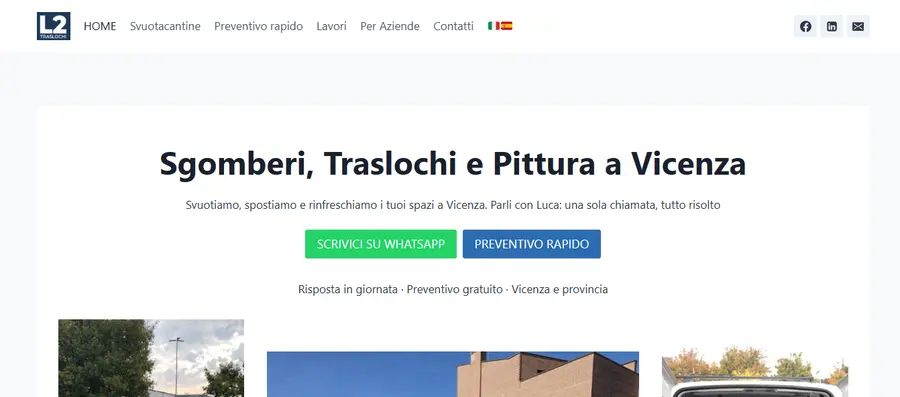 L2
TRASLOCHI
HOME Svuotacantine Preventivo rapido Lavori Per Aziende Contatti
Sgomberi, Traslochi e Pittura a Vicenza
Svuotiamo, spostiamo e rinfreschiamo i tuoi spazi a Vicenza. Parli con Luca: una sola chiamata, tutto risolto
SCRIVICI SU WHATSAPP PREVENTIVO RAPIDO
Risposta in giornata · Preventivo gratuito · Vicenza e provincia